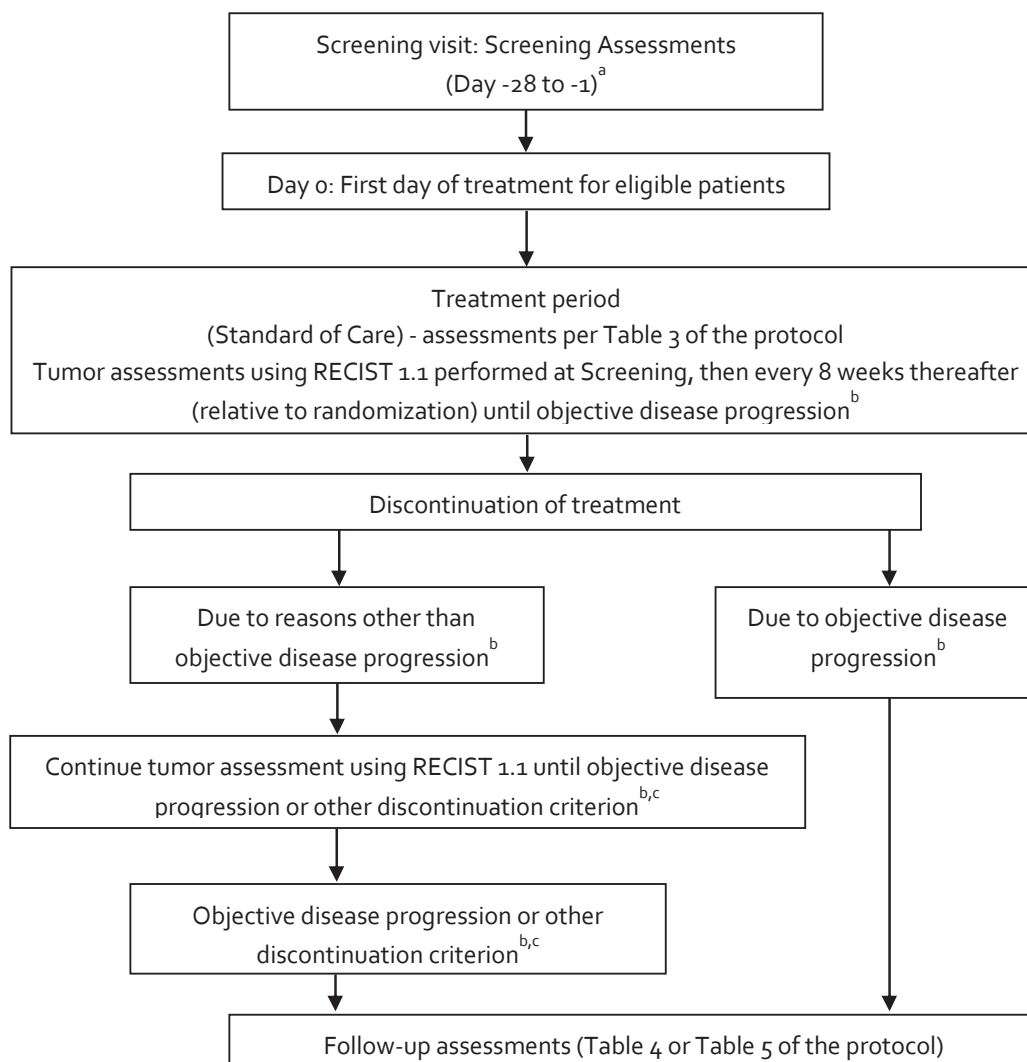 Screening visit: Screening Assessments
(Day -28 to -1)a
Day 0: First day of treatment for eligible patients
Treatment period
(Standard of Care) - assessments per Table 3 of the protocol
Tumor assessments using RECIST 1.1 performed at Screening, then every 8 weeks thereafter
(relative to randomization) until objective disease progressionb
Discontinuation of treatment
Due to reasons other than
objective disease progressionb
Due to objective disease
progressionb
Continue tumor assessment using RECIST 1.1 until objective disease
progression or other discontinuation criterionb,c
Objective disease progression or other
discontinuation criterionb,c
Follow-up assessments (Table 4 or Table 5 of the protocol)